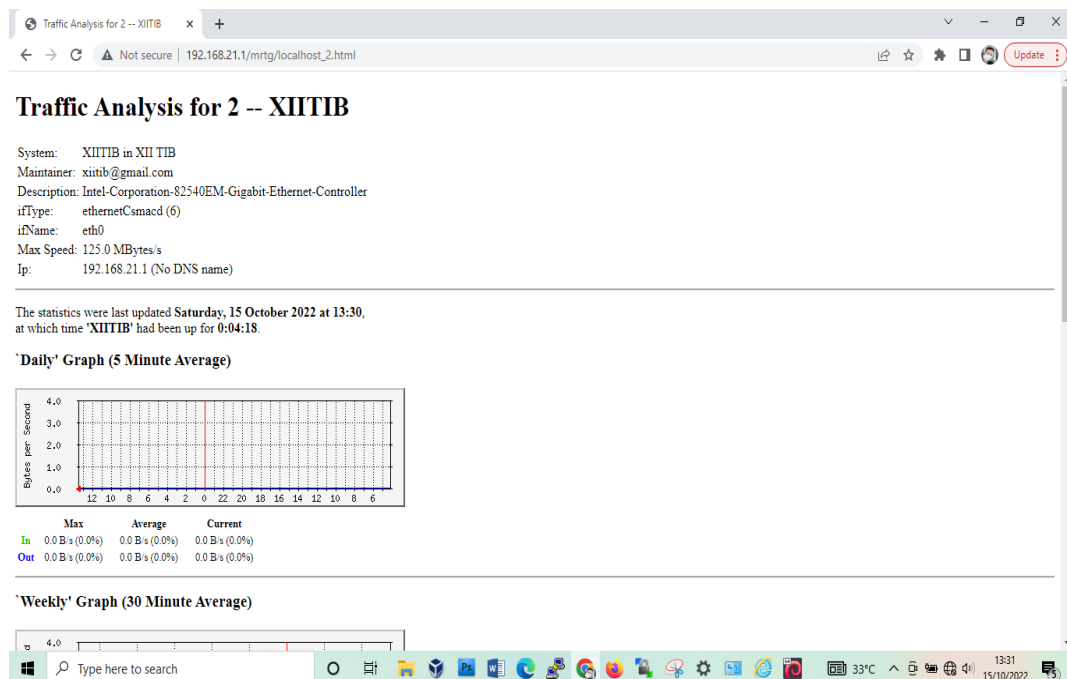 Traffic Analysis for 2 -- XIITIB
Not secure 192.168.21.1/mrtg/localhost_2.html Update
Traffic Analysis for 2 -- XIITIB
System: XIITIB in XII TIB
Maintainer: xiitib@gmail.com
Description: Intel-Corporation-82540EM-Gigabit-Ethernet-Controller
ifType: ethernetCsmacd (6)
ifName: eth0
Max Speed: 125.0 MBytes/s
Ip: 192.168.21.1 (No DNS name)
The statistics were last updated Saturday, 15 October 2022 at 13:30,
at which time 'XIITIB' had been up for 0:04:18.
`Daily' Graph (5 Minute Average)
Bytes per Second
4.0
3.0
2.0
1.0
0.0
12 10 8 6 4 2 0 22 20 18 16 14 12 10 8 6
Max Average Current
In 0.0 B/s (0.0%) 0.0 B/s (0.0%) 0.0 B/s (0.0%)
Out 0.0 B/s (0.0%) 0.0 B/s (0.0%) 0.0 B/s (0.0%)
`Weekly' Graph (30 Minute Average)
4.0
Type here to search
Ps
33°C
13:31
15/10/2022